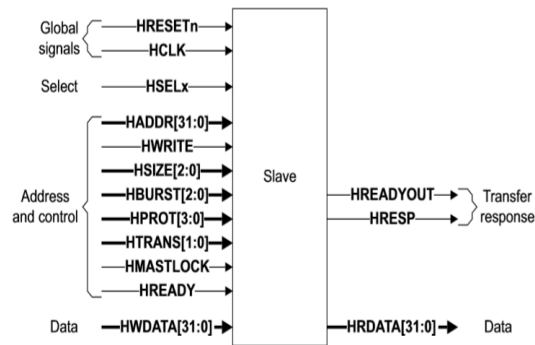 Global
signals
HRESETn
HCLK
Select
HSELx
Address
and control
HADDR[31:0]
HWRITE
HSIZE[2:0]
HBURST[2:0]
HPROT[3:0]
HTRANS[1:0]
HMASTLOCK
HREADY
Data
HWDATA[31:0]
Slave
HREADYOUT
HRESP
Transfer
response
HRDATA[31:0]
Data